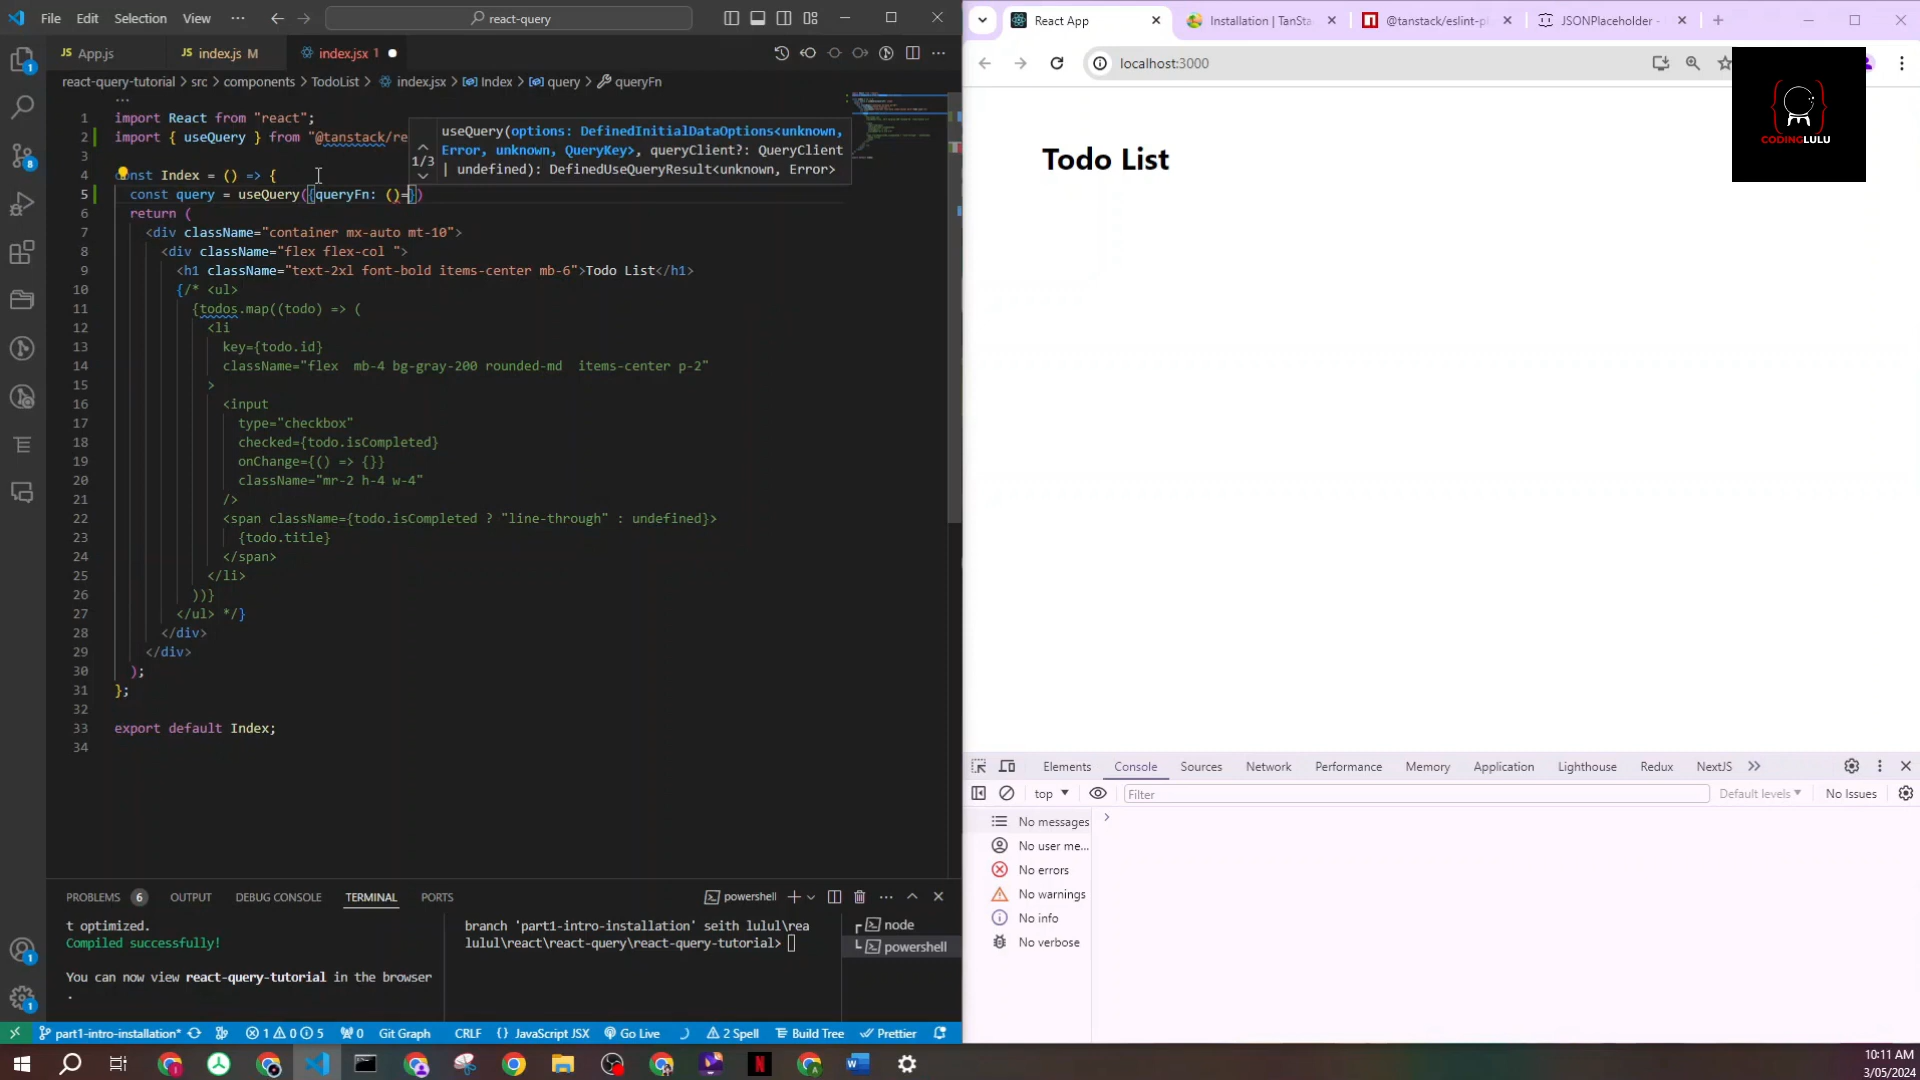 File Edit Selection View ··· react-query
App.js index.js M index.jsx 1
react-query-tutorial > src > components > TodoList > index.jsx > Index > query > queryFn
1 import React from "react";
2 import { useQuery } from "@tanstack/re
3
4 const Index = () => {
5 const query = useQuery({queryFn: ()=})
6 return (
7 <div className="container mx-auto mt-10">
8 <div className="flex flex-col ">
9 <h1 className="text-2xl font-bold items-center mb-6">Todo List</h1>
10 {/* <ul>
11 {todos.map((todo) => (
12 <li
13 key={todo.id}
14 className="flex  mb-4 bg-gray-200 rounded-md  items-center p-2"
15 >
16 <input
17 type="checkbox"
18 checked={todo.isCompleted}
19 onChange={() => {}}
20 className="mr-2 h-4 w-4"
21 />
22 <span className={todo.isCompleted ? "line-through" : undefined}>
23 {todo.title}
24 </span>
25 </li>
26 ))}
27 </ul> */}
28 </div>
29 </div>
30 );
31 };
32
33 export default Index;
34
1/3
useQuery(options: DefinedInitialDataOptions<unknown,
Error, unknown, QueryKey>, queryClient?: QueryClient
| undefined): DefinedUseQueryResult<unknown, Error>
PROBLEMS 6 OUTPUT DEBUG CONSOLE TERMINAL PORTS powershell
t optimized.
Compiled successfully!
You can now view react-query-tutorial in the browser
.
branch 'part1-intro-installation' seith lulul\rea
lulul\react\react-query\react-query-tutorial>
node
powershell
part1-intro-installation* 1 0 5 0 Git Graph CRLF {} JavaScript JSX Go Live 2 Spell Build Tree Prettier
React App Installation | TanSta @tanstack/eslint-pl JSONPlaceholder -
localhost:3000
CODINGLULU
Todo List
Elements Console Sources Network Performance Memory Application Lighthouse Redux NextJS
top Filter Default levels No Issues
No messages
No user me...
No errors
No warnings
No info
No verbose
10:11 AM
3/05/2024